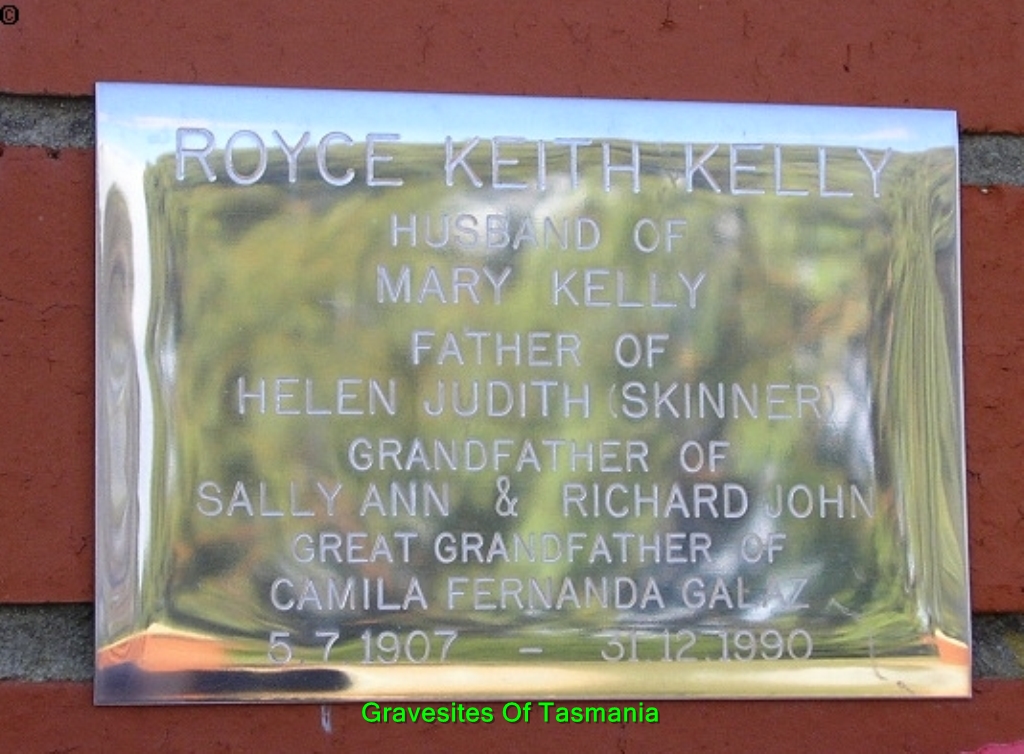 ©
ROYCE KEITH KELLY
HUSBAND OF
MARY KELLY
FATHER OF
HELEN JUDITH (SKINNER)
GRANDFATHER OF
SALLY ANN & RICHARD JOHN
GREAT GRANDFATHER OF
CAMILA FERNANDA GALAZ
5.7.1907 - 31.12.1990
Gravesites Of Tasmania